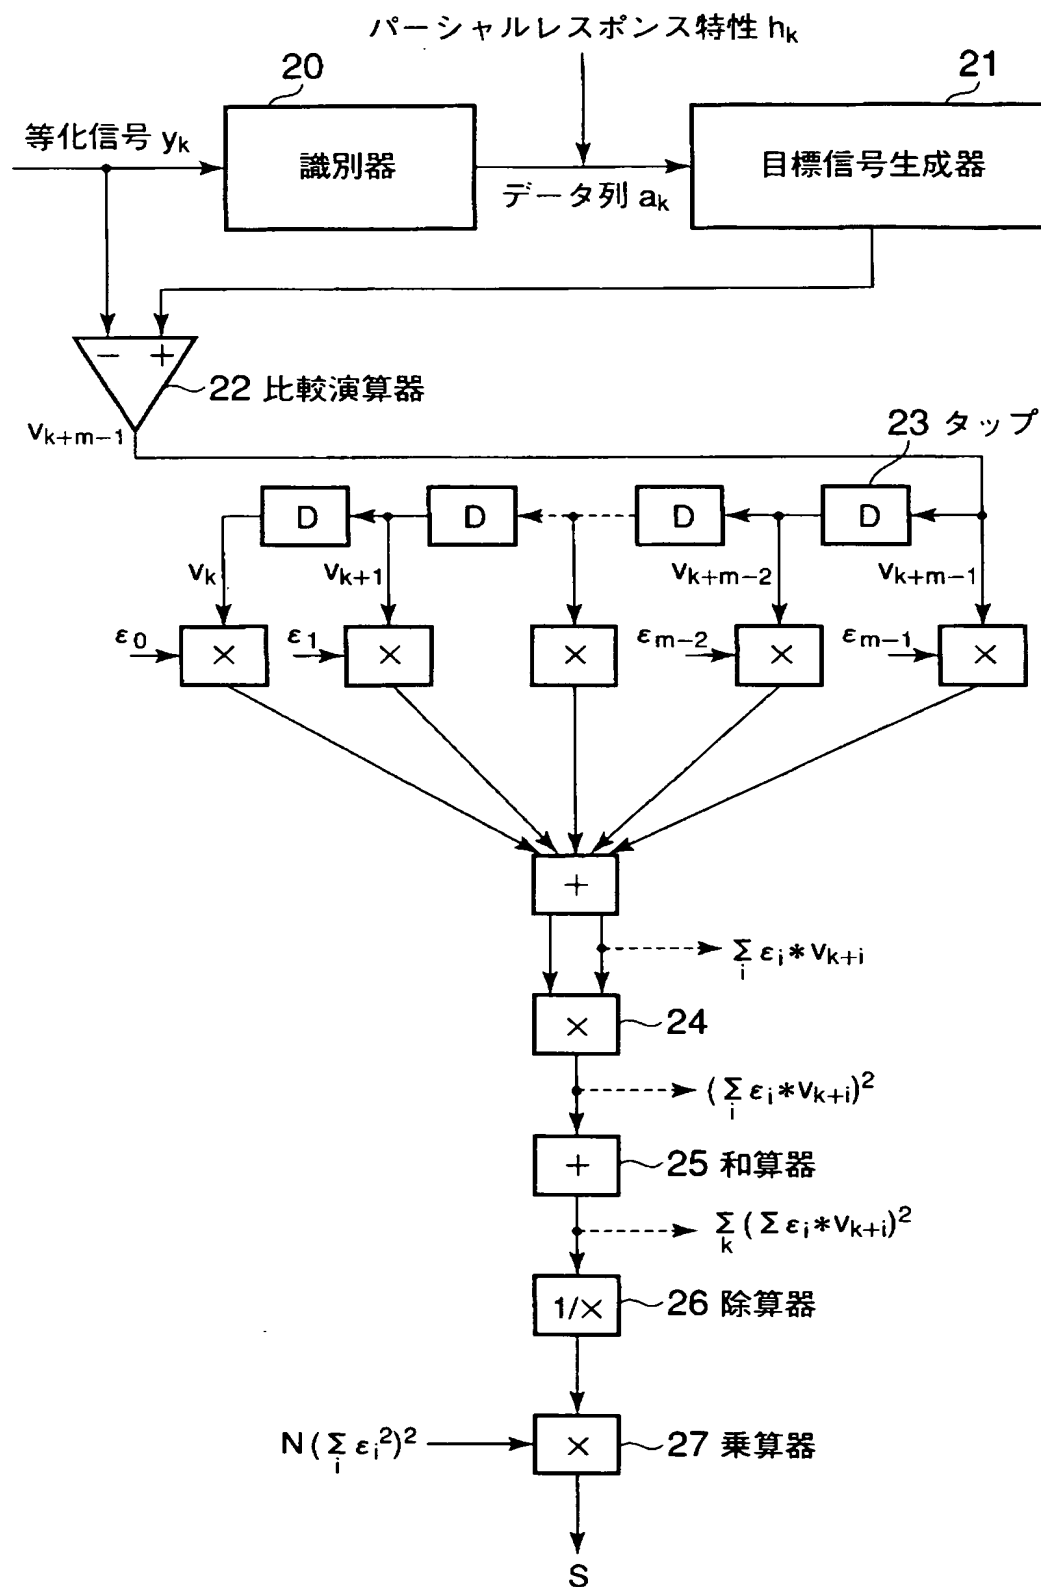 パーシャルレスポンス特性 hk
20
21
等化信号 yk
識別器
データ列 ak
目標信号生成器
− +
22 比較演算器
vk+m−1
23 タップ
D D D D
vk vk+1 vk+m−2 vk+m−1
ε0 × ε1 × × εm−2 × εm−1 ×
+
Σi εi*vk+i
× 24
(Σi εi*vk+i)²
+ 25 和算器
Σk (Σ εi*vk+i)²
1/× 26 除算器
N(Σi εi²)² × 27 乗算器
S